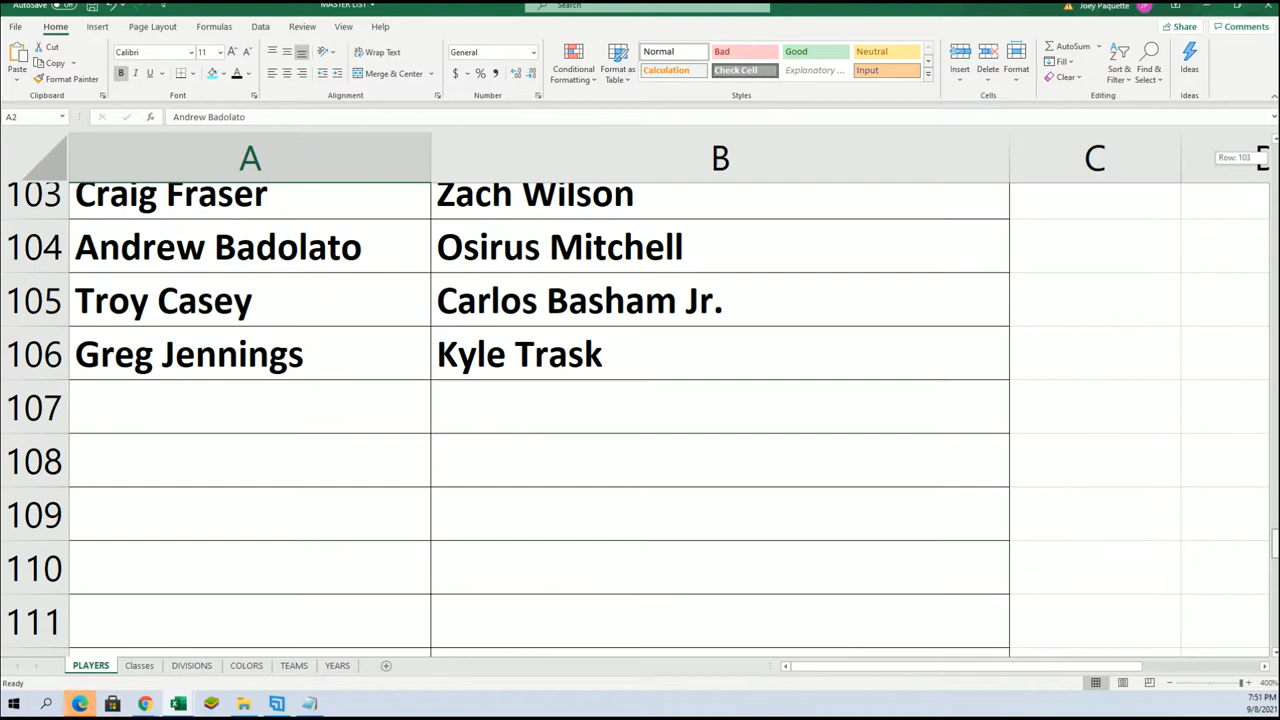 AutoSave Off MASTER LIST Search Joey Paquette JP
File Home Insert Page Layout Formulas Data Review View Help Share Comments
Paste Cut Copy Format Painter Clipboard
Calibri 11 Font
Wrap Text Merge & Center Alignment
General Number
Conditional Formatting Format as Table
Normal Bad Good Neutral
Calculation Check Cell Explanatory ... Input
Styles
Insert Delete Format Cells
AutoSum Fill Clear Sort & Filter Find & Select Editing
Ideas Ideas
A2 fx Andrew Badolato
A B C D
Row: 103
103 Craig Fraser Zach Wilson
104 Andrew Badolato Osirus Mitchell
105 Troy Casey Carlos Basham Jr.
106 Greg Jennings Kyle Trask
107
108
109
110
111
PLAYERS Classes DIVISIONS COLORS TEAMS YEARS
Ready 400%
7:51 PM
9/8/2021